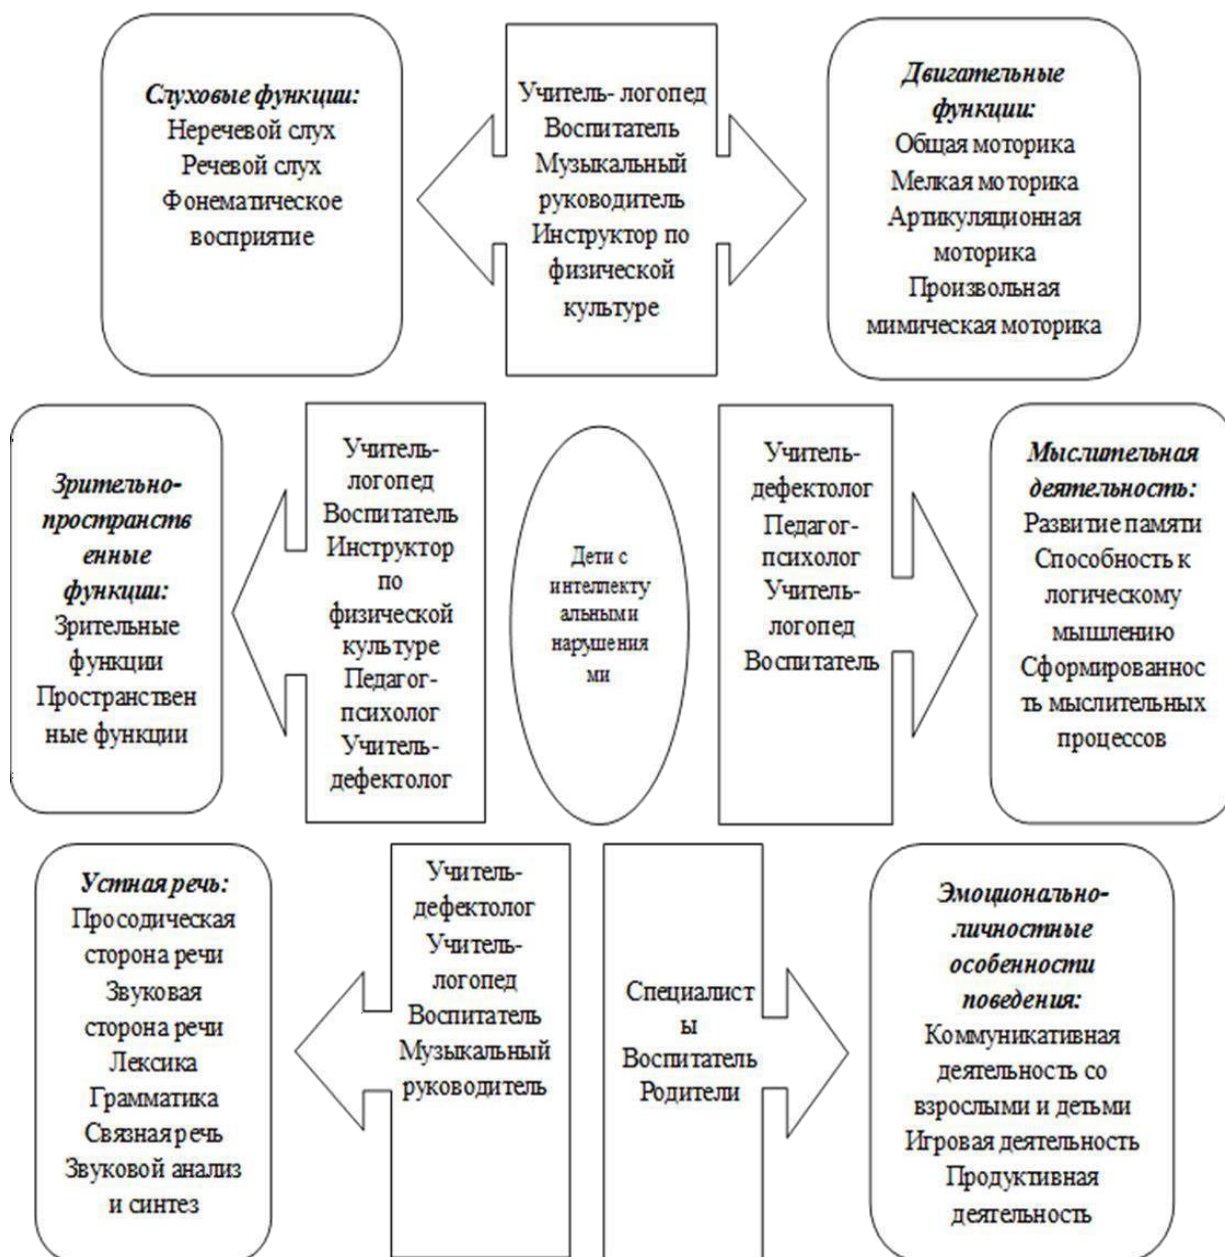 Слуховые функции:
Неречевой слух
Речевой слух
Фонематическое
восприятие
Учитель- логопед
Воспитатель
Музыкальный
руководитель
Инструктор по
физической
культуре
Двигательные
функции:
Общая моторика
Мелкая моторика
Артикуляционная
моторика
Произвольная
мимическая моторика
Зрительно-
пространств
енные
функции:
Зрительные
функции
Пространствен
ные функции
Учитель-
логопед
Воспитатель
Инструктор
по
физической
культуре
Педагог-
психолог
Учитель-
дефектолог
Дети с
интеллекту
альными
нарушения
ми
Учитель-
дефектолог
Педагог-
психолог
Учитель-
логопед
Воспитатель
Мыслительная
деятельность:
Развитие памяти
Способность к
логическому
мышлению
Сформированнос
ть мыслительных
процессов
Устная речь:
Просодическая
сторона речи
Звуковая
сторона речи
Лексика
Грамматика
Связная речь
Звуковой анализ
и синтез
Учитель-
дефектолог
Учитель-
логопед
Воспитатель
Музыкальный
руководитель
Специалист
ы
Воспитатель
Родители
Эмоционально-
личностные
особенности
поведения:
Коммуникативная
деятельность со
взрослыми и детьми
Игровая деятельность
Продуктивная
деятельность